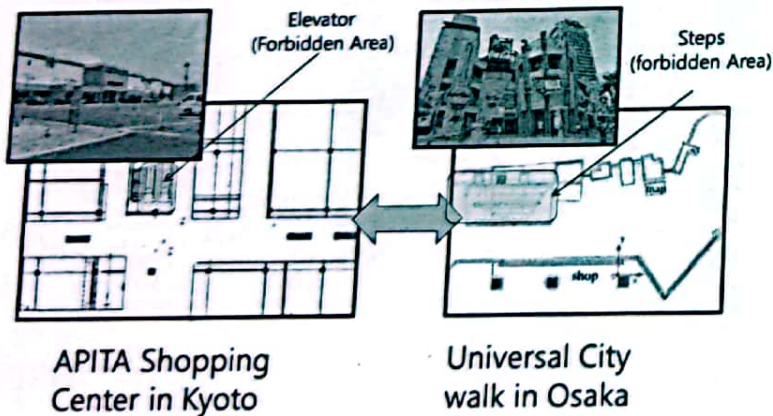 Elevator
(Forbidden Area)
Steps
(forbidden Area)
map
shop
APITA Shopping
Center in Kyoto
Universal City
walk in Osaka